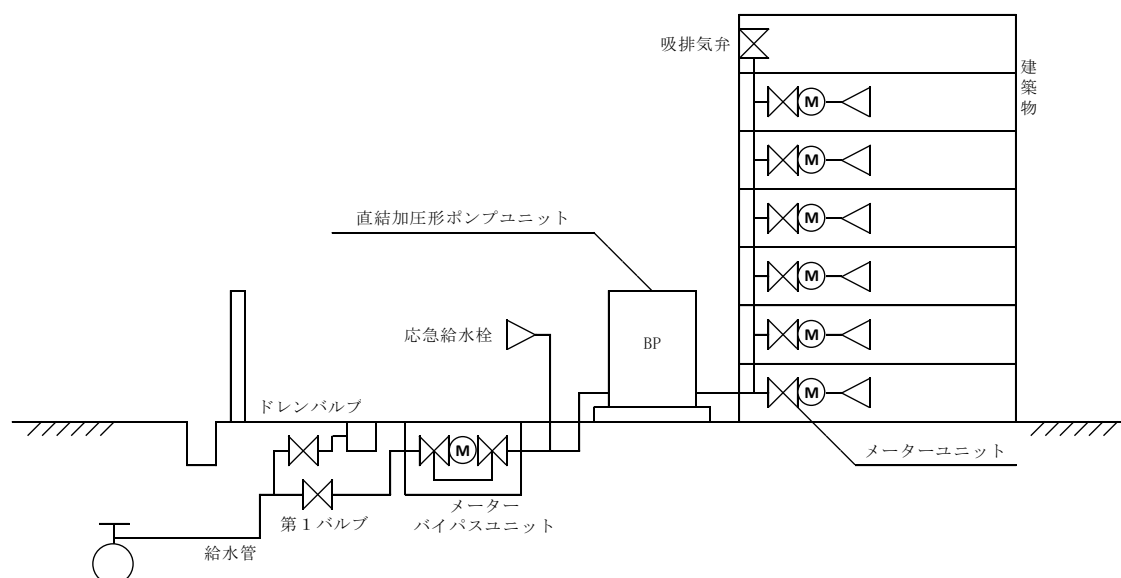 吸排気弁
建築物
M
M
M
直結加圧形ポンプユニット
M
応急給水栓
BP
M
M
ドレンバルブ
M
メーターユニット
第1バルブ
メーター
バイパスユニット
給水管